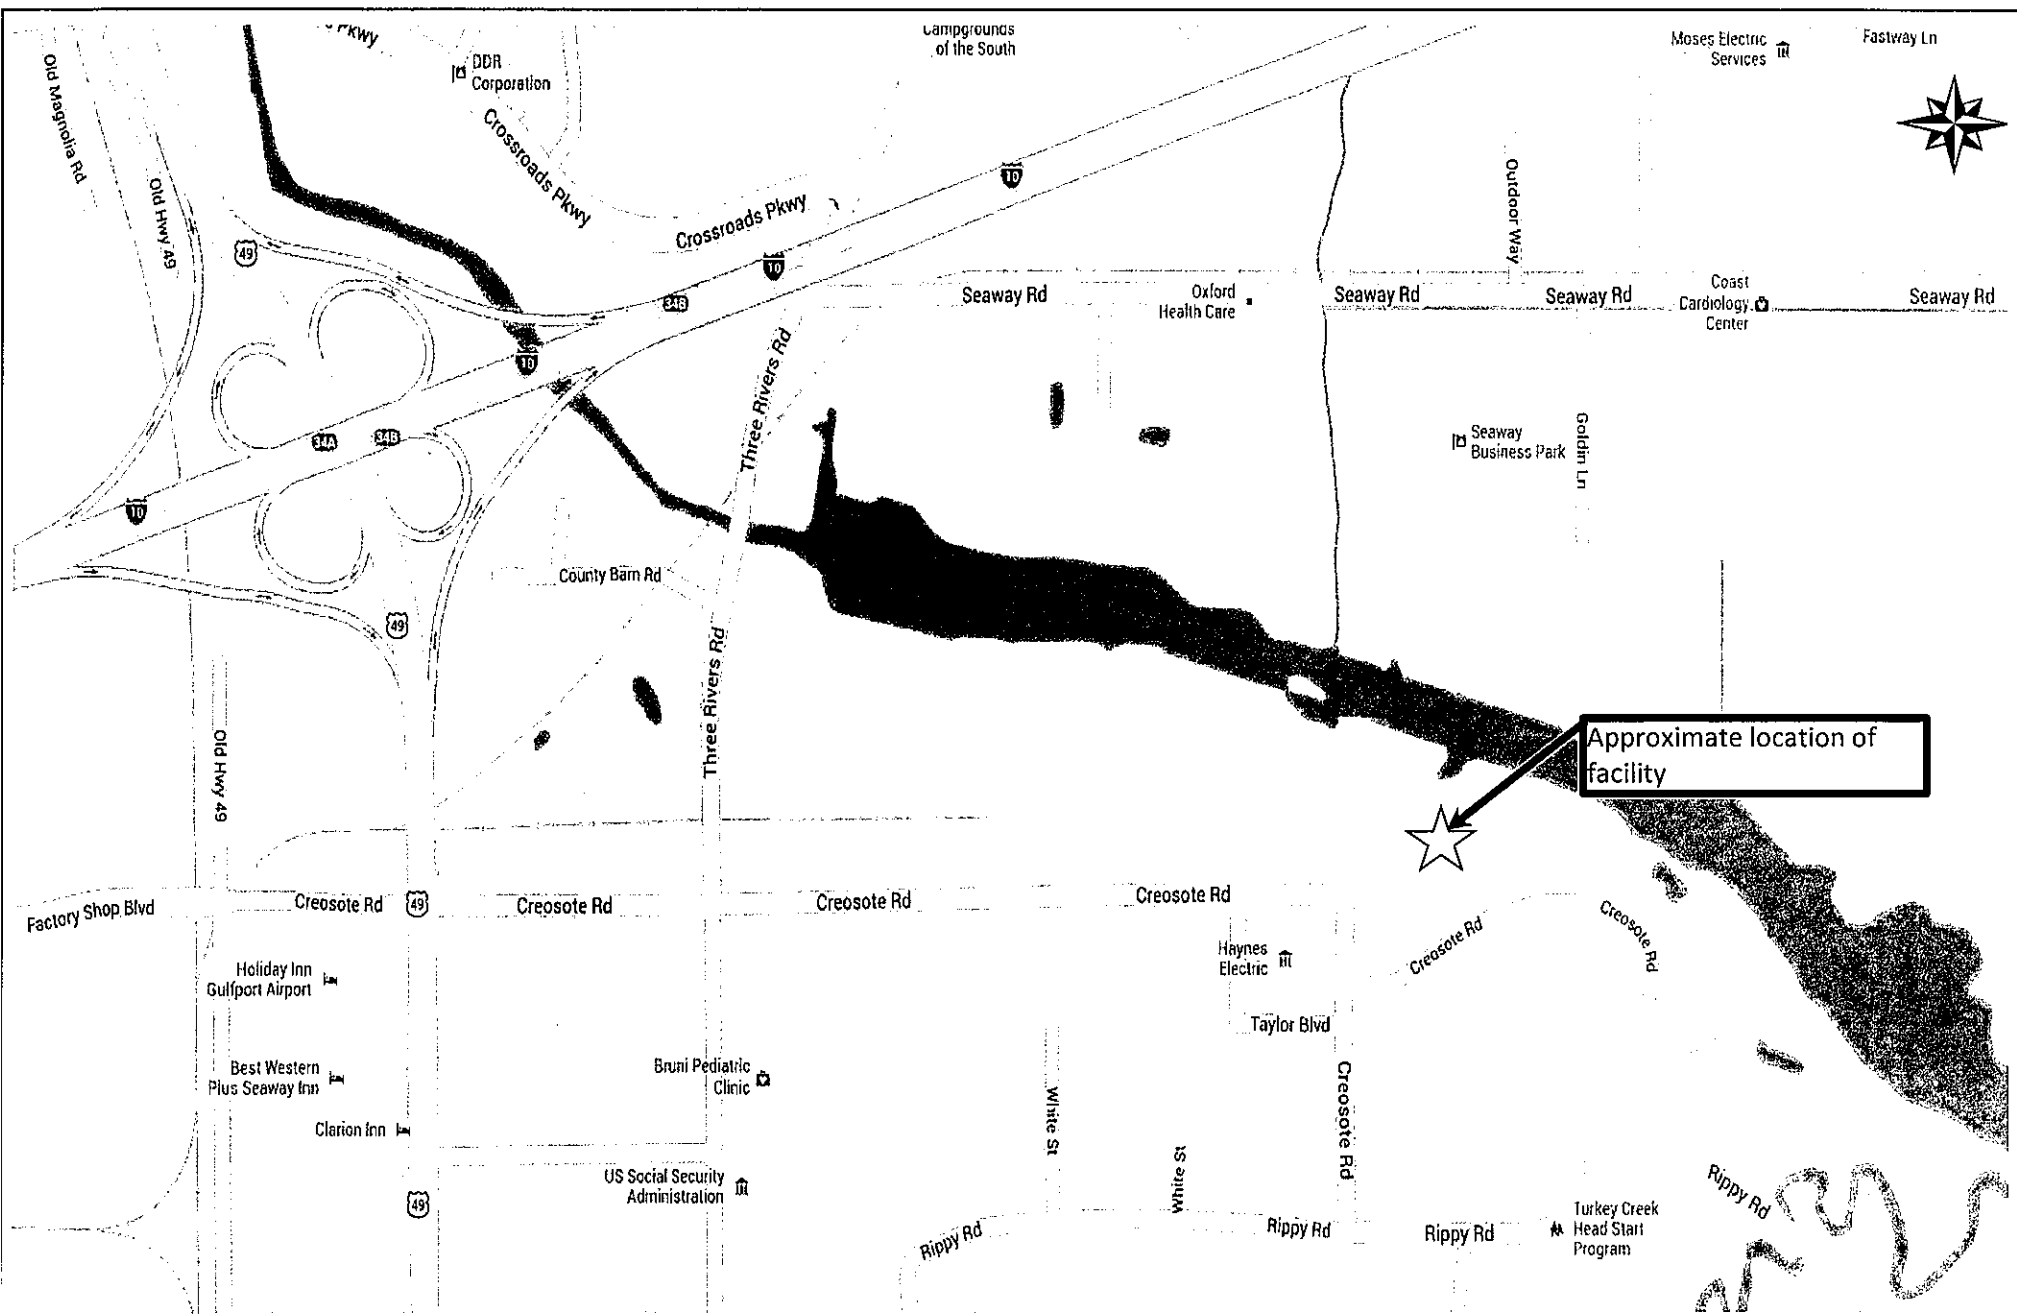 Pkwy
Campgrounds
of the South
Moses Electric
Services
Fastway Ln
DDR
Corporation
Old Magnolia Rd
Crossroads Pkwy
Old Hwy 49
Outdoor Way
10
Crossroads Pkwy
49
10
34B
Seaway Rd
Oxford
Health Care
Seaway Rd
Seaway Rd
Coast
Cardiology
Center
Seaway Rd
10
Three Rivers Rd
34A
34B
Seaway
Business Park
Goldin Ln
10
County Barn Rd
49
Three Rivers Rd
Old Hwy 49
Approximate location of
facility
Factory Shop Blvd
Creosote Rd
49
Creosote Rd
Creosote Rd
Creosote Rd
Creosote Rd
Creosote Rd
Haynes
Electric
Holiday Inn
Gulfport Airport
Taylor Blvd
Best Western
Plus Seaway Inn
Bruni Pediatric
Clinic
White St
Creosote Rd
Clarion Inn
White St
US Social Security
Administration
49
Rippy Rd
Rippy Rd
Rippy Rd
Rippy Rd
Turkey Creek
Head Start
Program